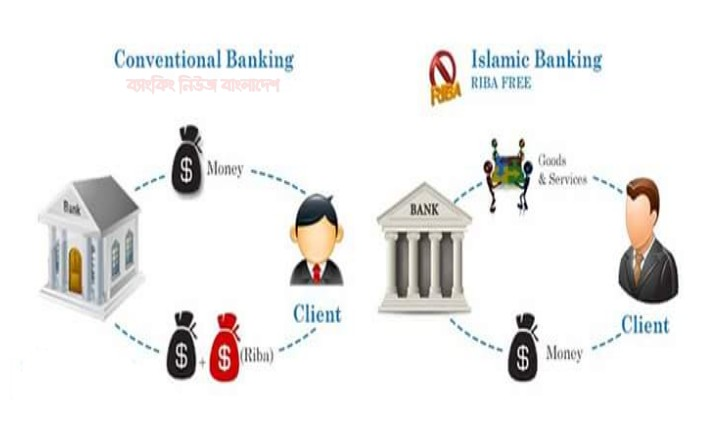 Conventional Banking
ব্যাংকিং নিউজ বাংলাদেশ
$
Money
Bank
Client
$ + $ (Riba)
RIBA
Islamic Banking
RIBA FREE
Goods
& Services
BANK
Client
$
Money